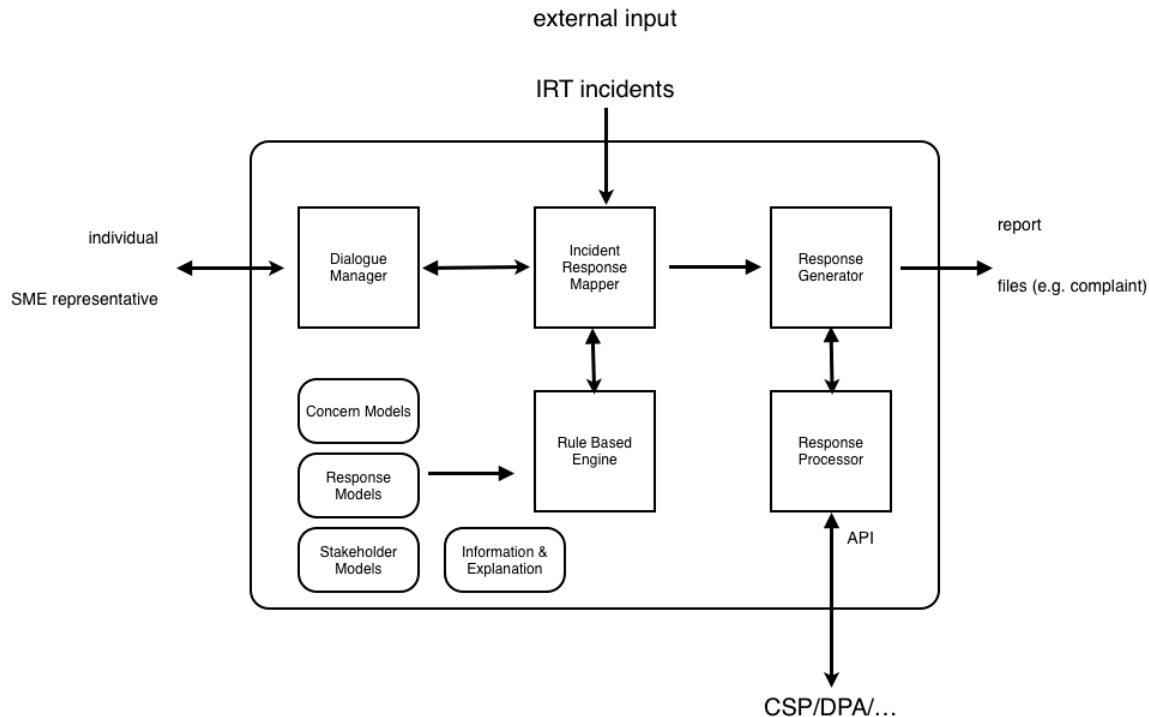 external input
IRT incidents
individual
SME representative
Dialogue
Manager
Incident
Response
Mapper
Response
Generator
report
files (e.g. complaint)
Concern Models
Response
Models
Stakeholder
Models
Information &
Explanation
Rule Based
Engine
Response
Processor
API
CSP/DPA/…